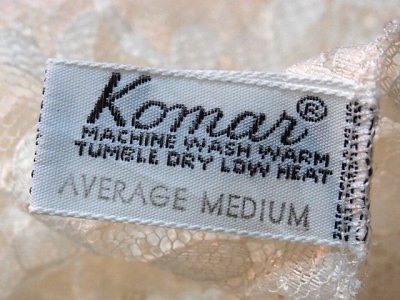 Komar®
MACHINE WASH WARM
TUMBLE DRY LOW HEAT
AVERAGE MEDIUM